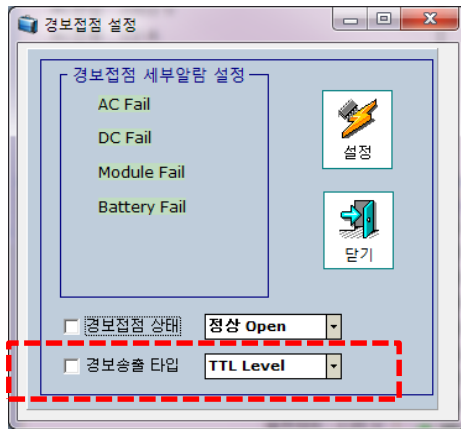 경보접점 설정
경보접점 세부알람 설정
AC Fail
DC Fail
Module Fail
Battery Fail
설정
닫기
경보접점 상태 정상 Open
경보송출 타입 TTL Level